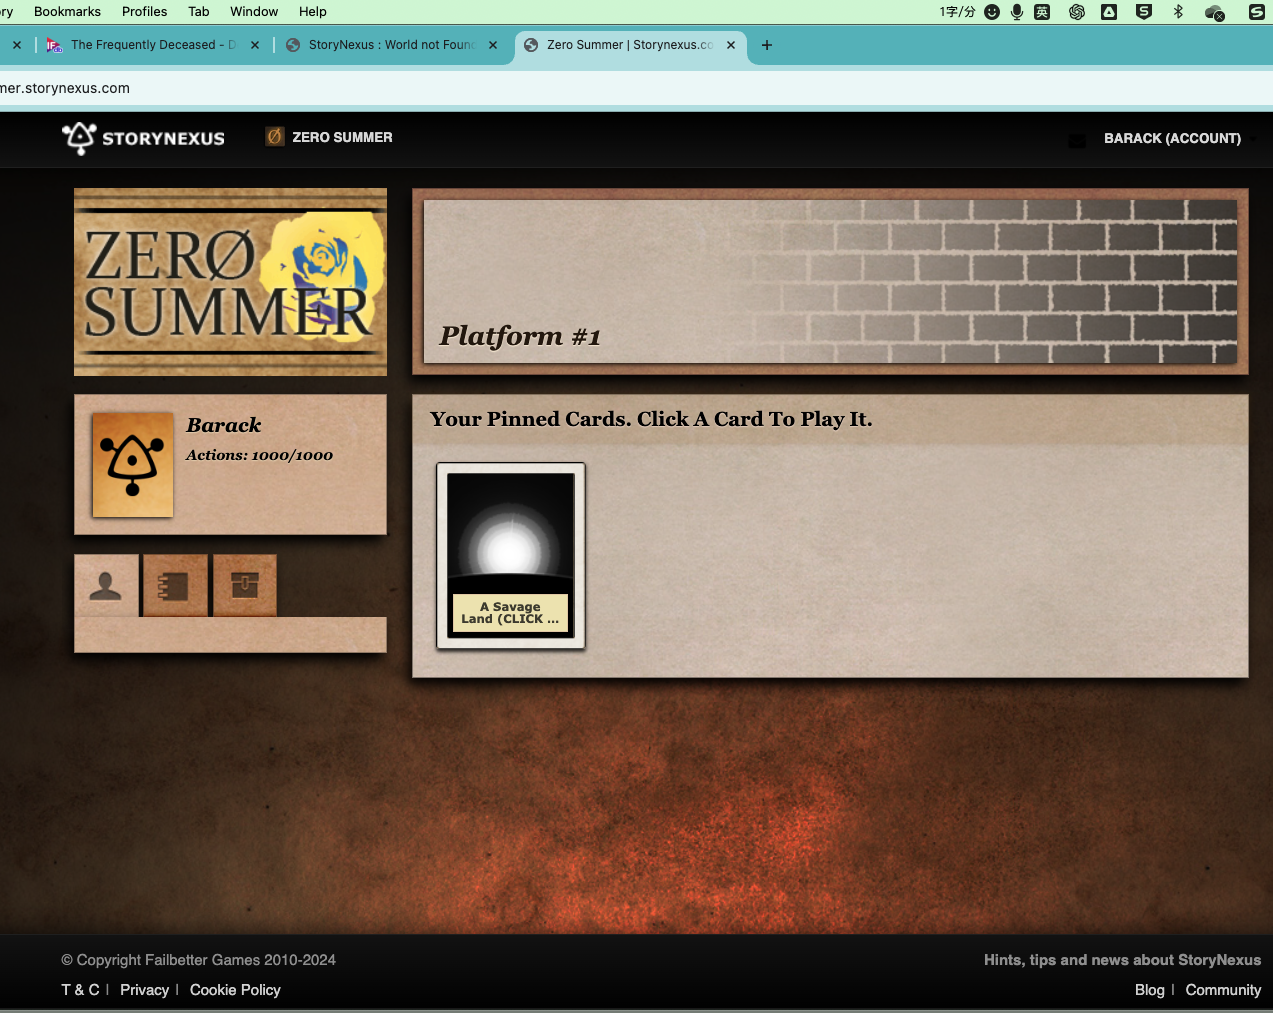 ry Bookmarks Profiles Tab Window Help 1字/分 英
The Frequently Deceased - D StoryNexus : World not Foun Zero Summer | Storynexus.co
mer.storynexus.com
STORYNEXUS Ø ZERO SUMMER BARACK (ACCOUNT)
ZERØ
SUMMER
Platform #1
Barack
Actions: 1000/1000
Your Pinned Cards. Click A Card To Play It.
A Savage
Land (CLICK ...
© Copyright Failbetter Games 2010-2024 Hints, tips and news about StoryNexus
T & C | Privacy | Cookie Policy Blog | Community